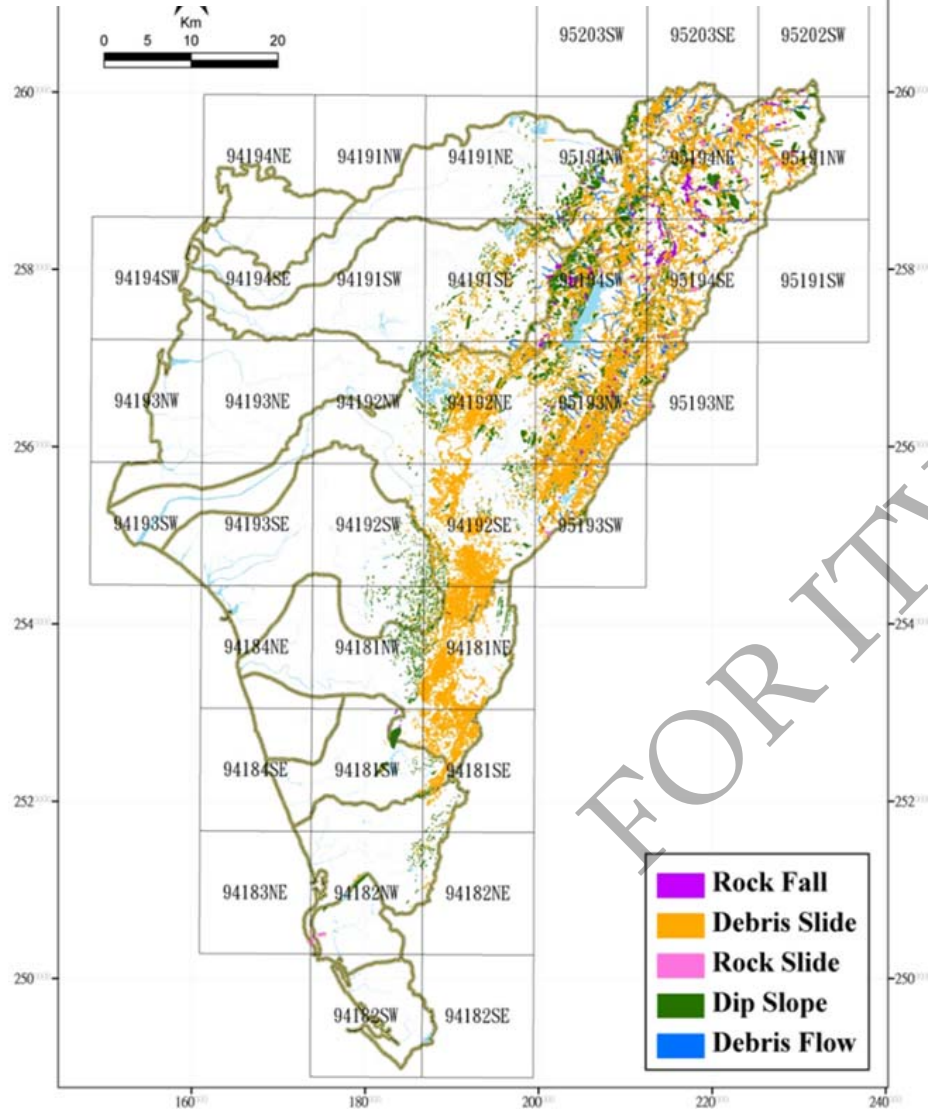 Km
0 5 10 20
95203SW 95203SE 95202SW
260 260
94194NE 94191NW 94191NE 95194NW 95194NE 95191NW
258 94194SW 94194SE 94191SW 94191SE 95194SW 95194SE 95191SW 258
94193NW 94193NE 94192NW 94192NE 95193NW 95193NE
256 256
94193SW 94193SE 94192SW 94192SE 95193SW
254 254
94184NE 94181NW 94181NE
94184SE 94181SW 94181SE
252 252
FOR ITY
94183NE 94182NW 94182NE
Rock Fall
Debris Slide
Rock Slide
Dip Slope
Debris Flow
250 250
94182SW 94182SE
160 180 200 220 240